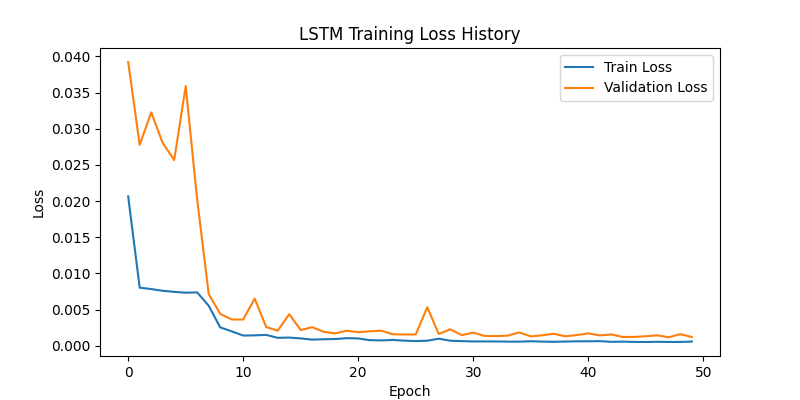 LSTM Training Loss History
Train Loss
Validation Loss
0.040
0.035
0.030
0.025
0.020
0.015
0.010
0.005
0.000
Loss
0 10 20 30 40 50
Epoch